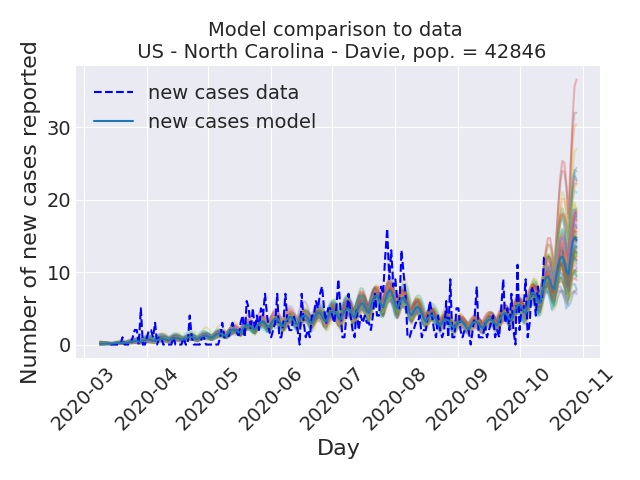 Model comparison to data
US - North Carolina - Davie, pop. = 42846
new cases data
new cases model
Number of new cases reported
30
20
10
0
2020-03
2020-04
2020-05
2020-06
2020-07
2020-08
2020-09
2020-10
2020-11
Day